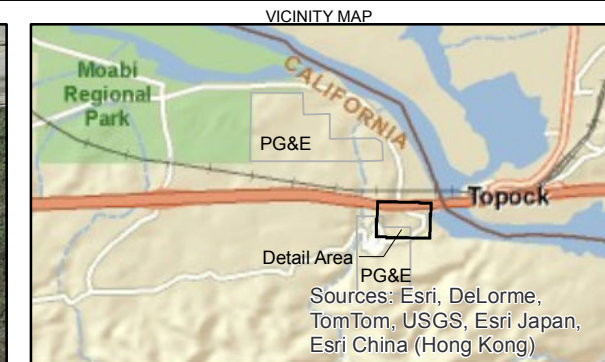 VICINITY MAP
Moabi
Regional
Park
CALIFORNIA
PG&E
Topock
Detail Area
PG&E
Sources: Esri, DeLorme,
TomTom, USGS, Esri Japan,
Esri China (Hong Kong)